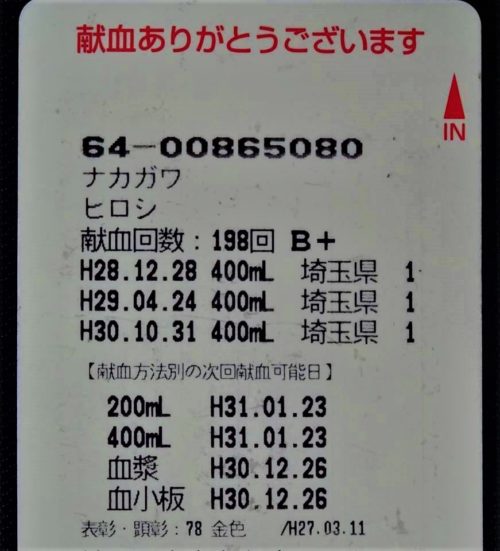 献血ありがとうございます
IN
64-00865080
ナカガワ
ヒロシ
献血回数：198回 B+
H28.12.28 400mL 埼玉県 1
H29.04.24 400mL 埼玉県 1
H30.10.31 400mL 埼玉県 1
【献血方法別の次回献血可能日】
200mL H31.01.23
400mL H31.01.23
血漿 H30.12.26
血小板 H30.12.26
表彰・顕彰：78 金色 /H27.03.11